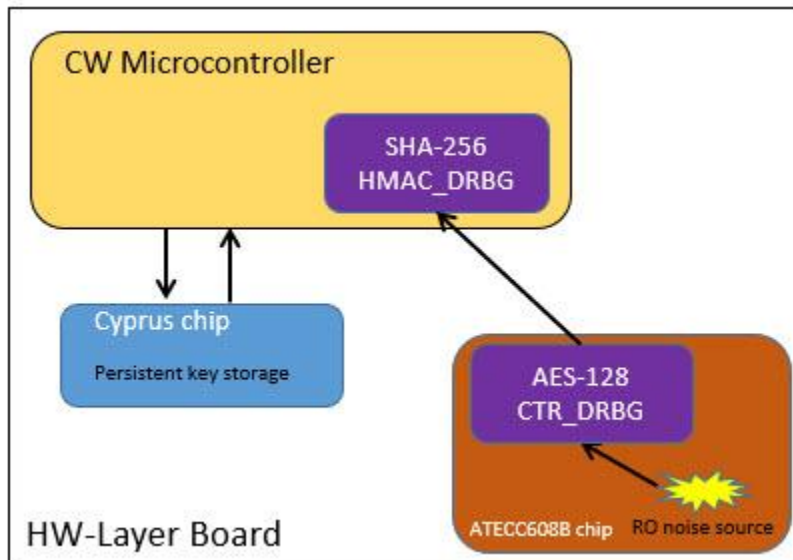 CW Microcontroller
SHA-256
HMAC_DRBG
Cyprus chip
Persistent key storage
AES-128
CTR_DRBG
ATECC608B chip
RO noise source
HW-Layer Board